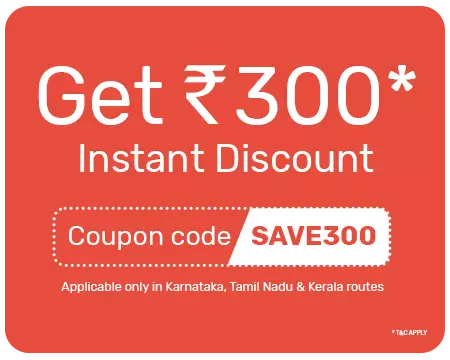 Get ₹300*
Instant Discount
Coupon code SAVE300
Applicable only in Karnataka, Tamil Nadu & Kerala routes
*T&C APPLY